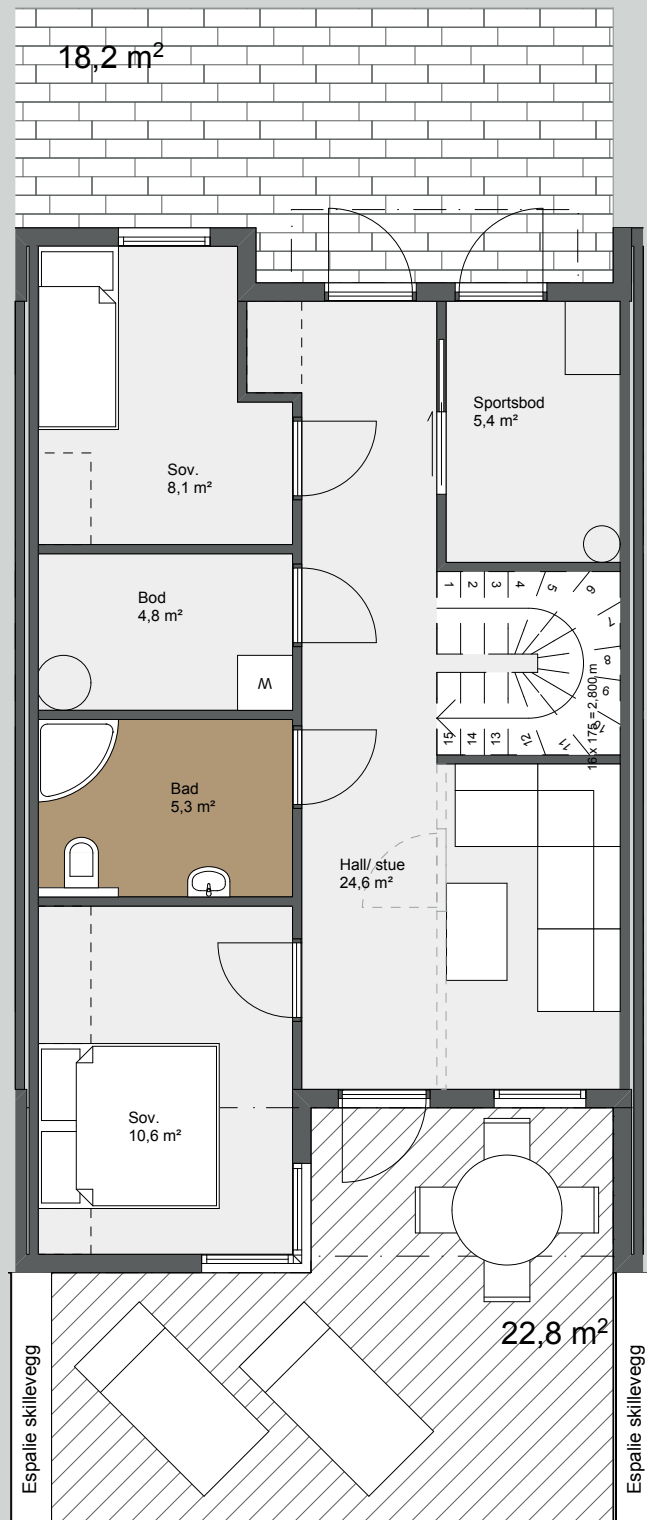 18,2 m²
Sportsbod
5,4 m²
Sov.
8,1 m²
1
2
3
4
5
6
7
8
9
10
11
12
13
14
15
16 x 175 = 2,800 m
Bod
4,8 m²
W
Bad
5,3 m²
Hall/ stue
24,6 m²
Sov.
10,6 m²
22,8 m²
Espalie skillevegg
Espalie skillevegg